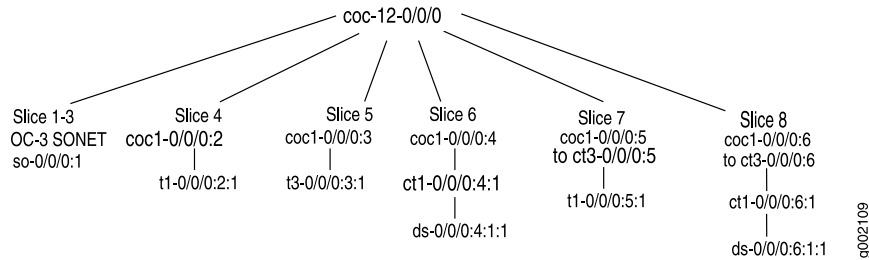 coc-12-0/0/0
Slice 1-3
OC-3 SONET
so-0/0/0:1
Slice 4
coc1-0/0/0:2
t1-0/0/0:2:1
Slice 5
coc1-0/0/0:3
t3-0/0/0:3:1
Slice 6
coc1-0/0/0:4
ct1-0/0/0:4:1
ds-0/0/0:4:1:1
Slice 7
coc1-0/0/0:5
to ct3-0/0/0:5
t1-0/0/0:5:1
Slice 8
coc1-0/0/0:6
to ct3-0/0/0:6
ct1-0/0/0:6:1
ds-0/0/0:6:1:1
g002109